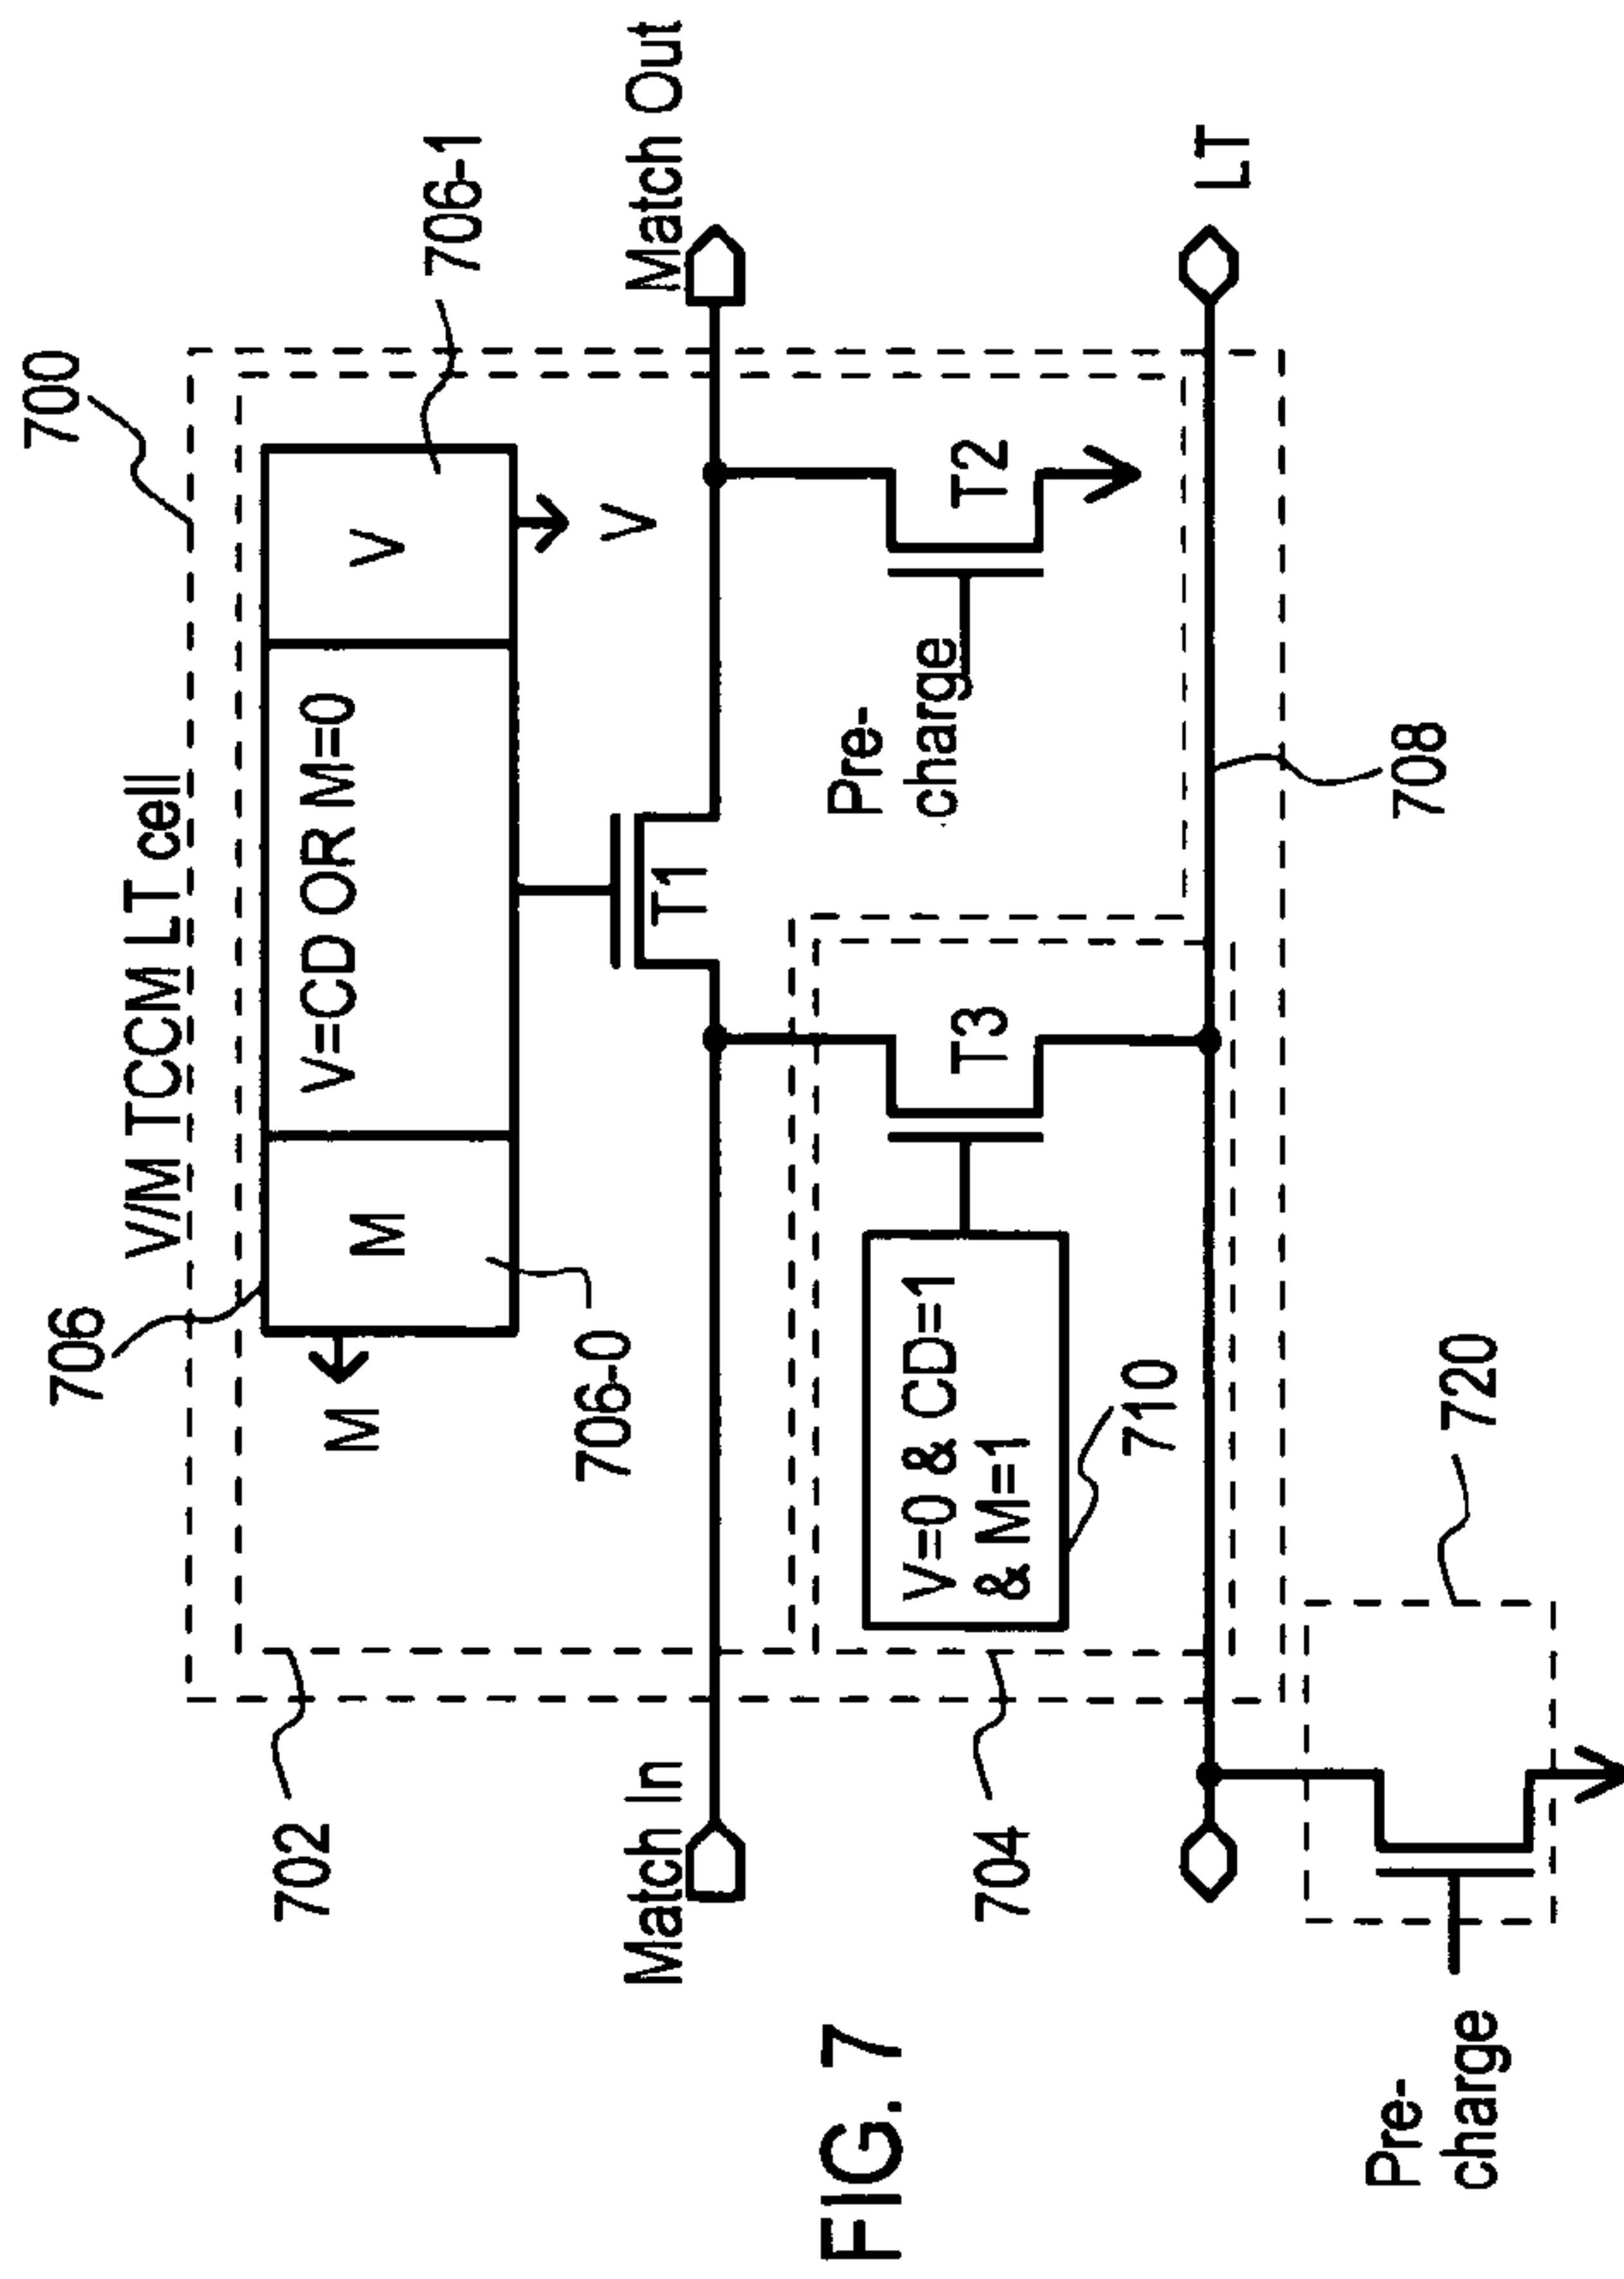 700
V/M TCCM LT cell
706
M
V=CD OR M=0
V
706-1
M
V
706-0
702
Match In
T1
Match Out
Pre-
charge
T2
T3
V=0 & CD=1
& M=1
710
704
LT
708
720
Pre-
charge
FIG. 7